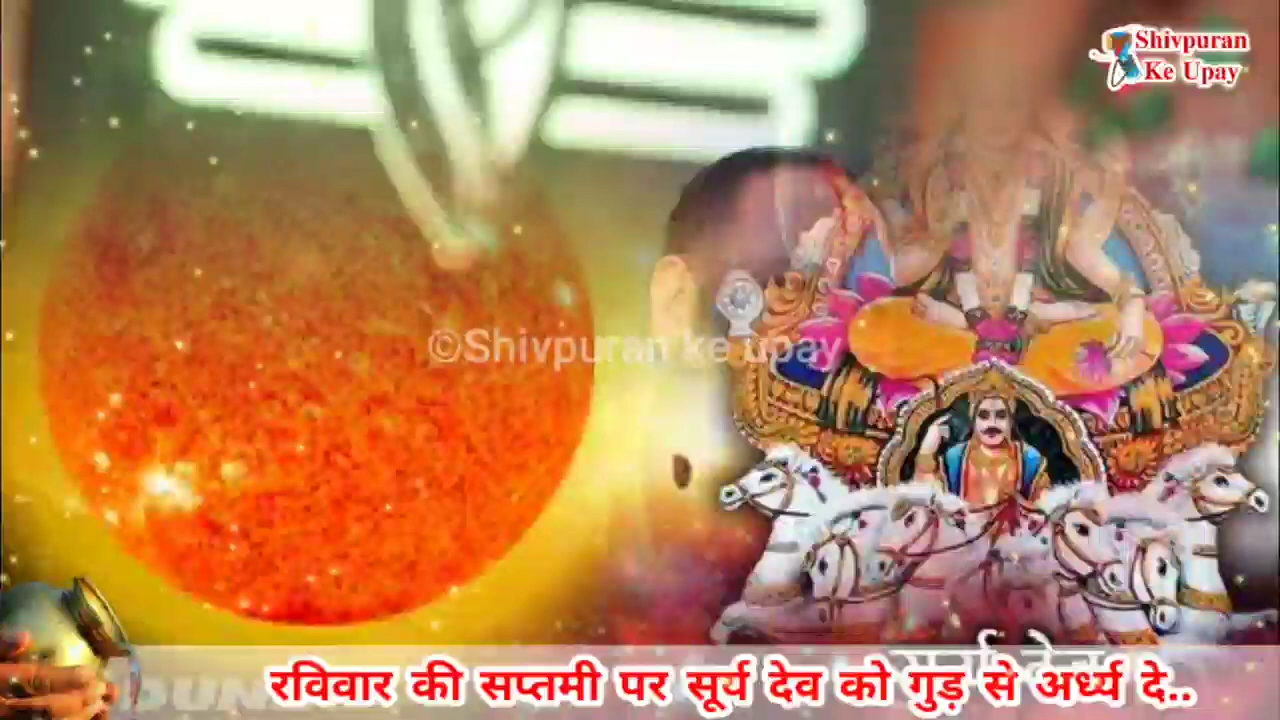 Shivpuran
Ke Upay
©Shivpuran ke upay
रविवार की सप्तमी पर सूर्य देव को गुड़ से अर्ध्य दे..